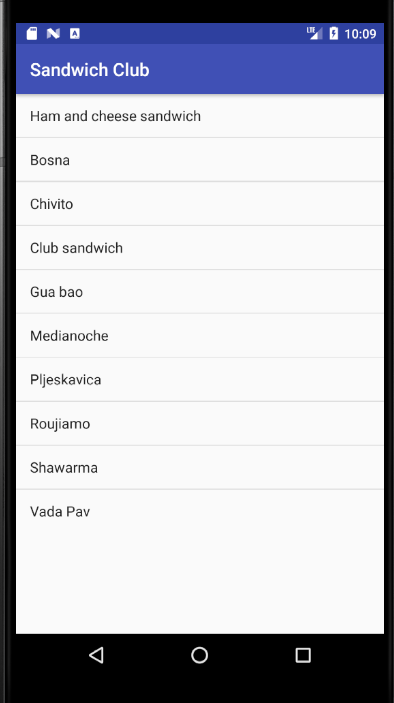 LTE 10:09
Sandwich Club
Ham and cheese sandwich
Bosna
Chivito
Club sandwich
Gua bao
Medianoche
Pljeskavica
Roujiamo
Shawarma
Vada Pav